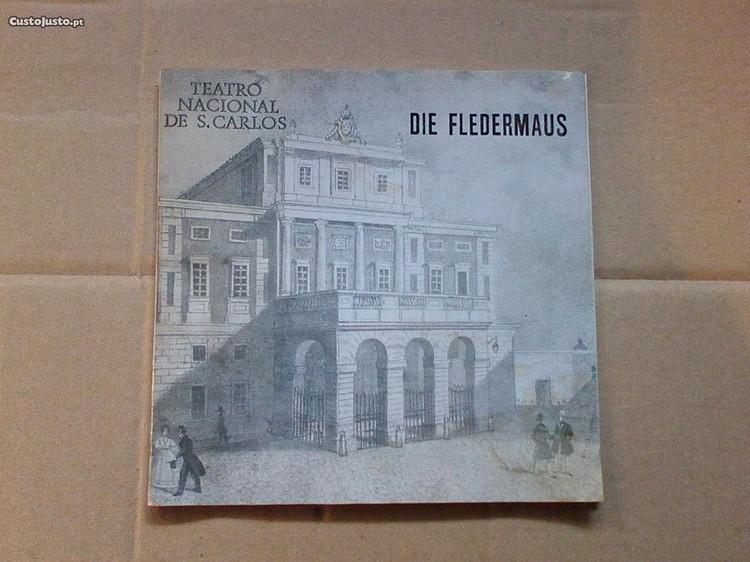 CustoJusto.pt
TEATRO
NACIONAL
DE S. CARLOS
DIE FLEDERMAUS